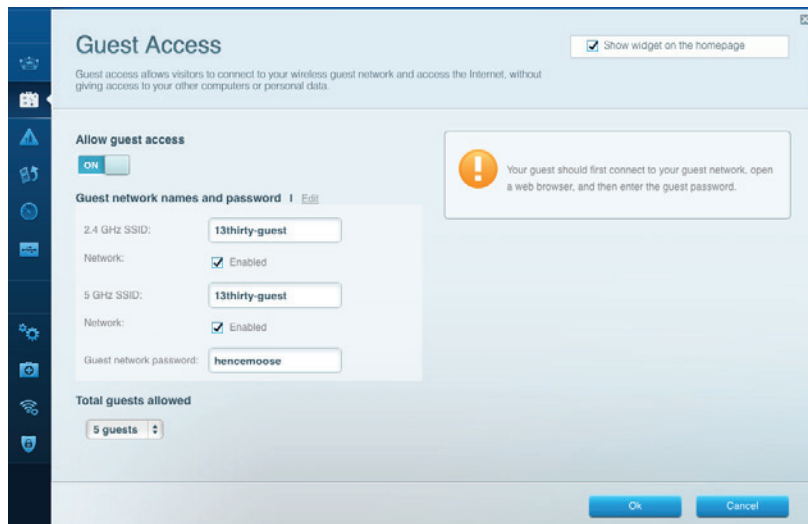 Guest Access
Show widget on the homepage
Guest access allows visitors to connect to your wireless guest network and access the Internet, without
giving access to your other computers or personal data.
Allow guest access
ON
Your guest should first connect to your guest network, open
a web browser, and then enter the guest password.
Guest network names and password | Edit
2.4 GHz SSID: 13thirty-guest
Network: Enabled
5 GHz SSID: 13thirty-guest
Network: Enabled
Guest network password: hencemoose
Total guests allowed
5 guests
Ok Cancel